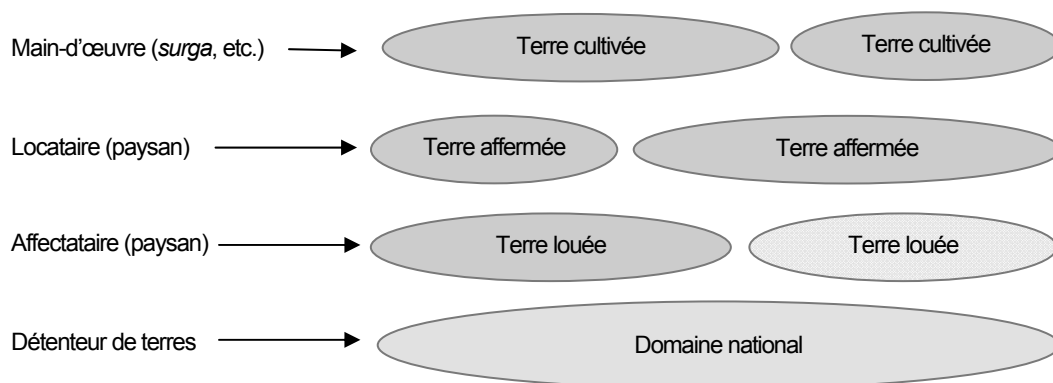 Main-d'œuvre (surga, etc.) Terre cultivée Terre cultivée
Locataire (paysan) Terre affermée Terre affermée
Affectataire (paysan) Terre louée Terre louée
Détenteur de terres Domaine national